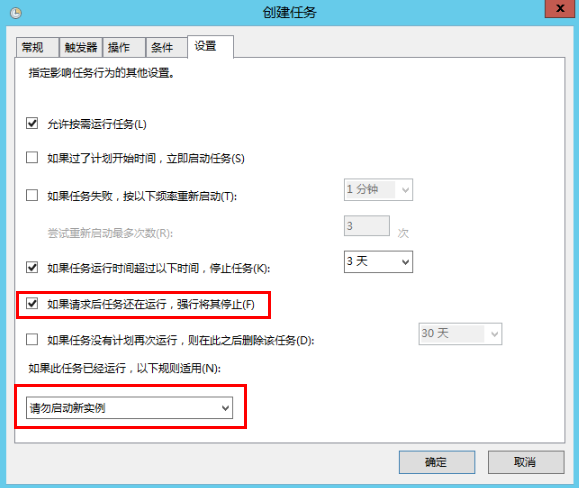 创建任务
x
常规 触发器 操作 条件 设置
指定影响任务行为的其他设置。
允许按需运行任务(L)
如果过了计划开始时间，立即启动任务(S)
如果任务失败，按以下频率重新启动(T): 1 分钟
尝试重新启动最多次数(R): 3 次
如果任务运行时间超过以下时间，停止任务(K): 3 天
如果请求后任务还在运行，强行将其停止(F)
如果任务没有计划再次运行，则在此之后删除该任务(D): 30 天
如果此任务已经运行，以下规则适用(N):
请勿启动新实例
确定 取消